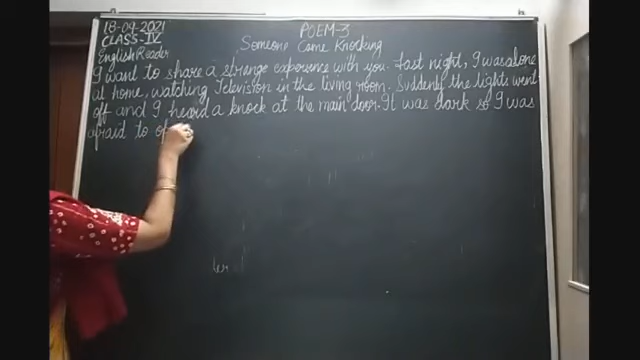 18-09-2021
POEM-3
CLASS-IV
Someone Came Knocking
English Reader
I want to share a strange experience with you. Last night, I was alone
at home, watching Television in the living room. Suddenly the lights went
off and I heard a knock at the main door. It was dark so I was
afraid to op